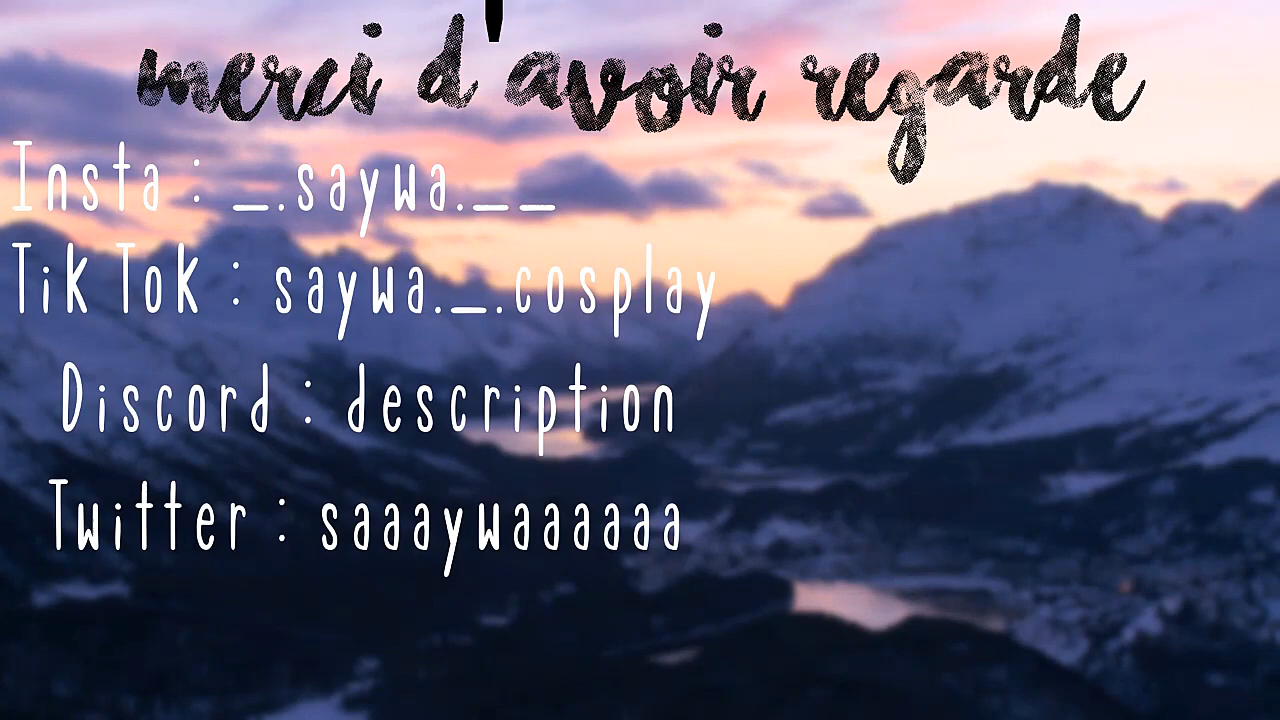 merci d'avoir regarde
Insta : _.saywa.__
Tik Tok : saywa._.cosplay
Discord : description
Twitter : saaaywaaaaaa